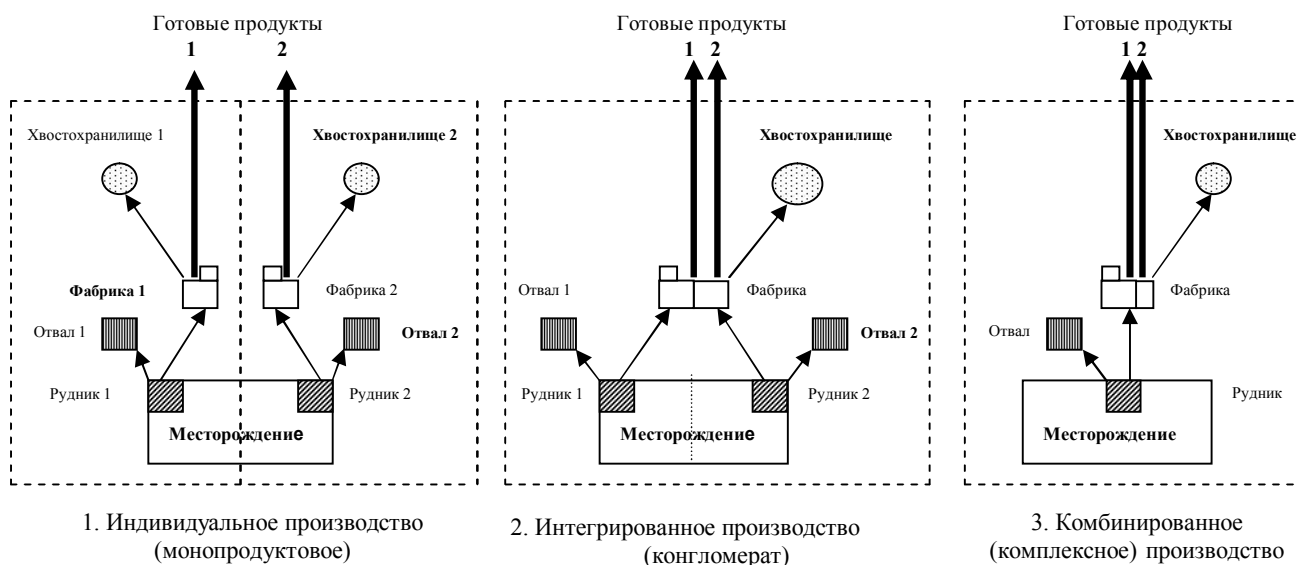 Готовые продукты
1 2
Хвостохранилище 1
Хвостохранилище 2
Фабрика 1
Фабрика 2
Отвал 1
Отвал 2
Рудник 1
Рудник 2
Месторождение
1. Индивидуальное производство
(монопродуктовое)
Готовые продукты
1 2
Хвостохранилище
Отвал 1
Фабрика
Отвал 2
Рудник 1
Рудник 2
Месторождение
2. Интегрированное производство
(конгломерат)
Готовые продукты
1 2
Хвостохранилище
Фабрика
Отвал
Рудник
Месторождение
3. Комбинированное
(комплексное) производство